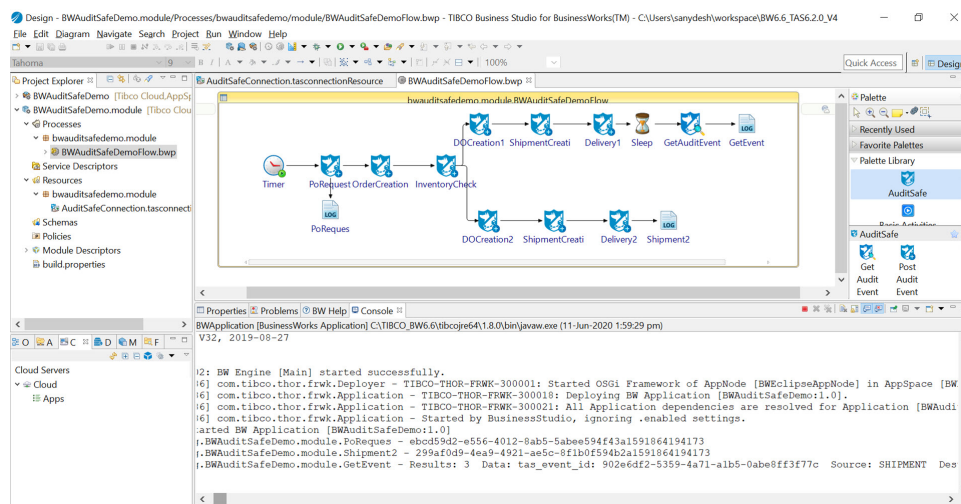 Design - BWAuditSafeDemo.module/Processes/bwauditsafedemo/module/BWAuditSafeDemoFlow.bwp - TIBCO Business Studio for BusinessWorks(TM) - C:\Users\sanydesh\workspace\BW6.6_TAS6.2.0_V4
File Edit Diagram Navigate Search Project Run Window Help
Tahoma 9 100% Quick Access Design
Project Explorer
AuditSafeConnection.tasconnectionResource
BWAuditSafeDemoFlow.bwp
BWAuditSafeDemo [Tibco Cloud,AppSp
BWAuditSafeDemo.module [Tibco Clou
Processes
bwauditsafedemo.module
BWAuditSafeDemoFlow.bwp
Service Descriptors
Resources
bwauditsafedemo.module
AuditSafeConnection.tasconnecti
Schemas
Policies
Module Descriptors
build.properties
bwauditsafedemo.module.BWAuditSafeDemoFlow
DOCreation1 ShipmentCreati Delivery1 Sleep GetAuditEvent GetEvent
LOG
Timer PoRequest OrderCreation InventoryCheck
LOG
PoReques
LOG
DOCreation2 ShipmentCreati Delivery2 Shipment2
Palette
Recently Used
Favorite Palettes
Palette Library
AuditSafe
Basic Activities
AuditSafe
Get Audit Event
Post Audit Event
Properties Problems BW Help Console
BWApplication [BusinessWorks Application] C:\TIBCO_BW6.6\tibcojre64\1.8.0\bin\javaw.exe (11-Jun-2020 1:59:29 pm)
V32, 2019-08-27
)2: BW Engine [Main] started successfully.
6] com.tibco.thor.frwk.Deployer - TIBCO-THOR-FRWK-300001: Started OSGi Framework of AppNode [BWEclipseAppNode] in AppSpace [BW
6] com.tibco.thor.frwk.Application - TIBCO-THOR-FRWK-300018: Deploying BW Application [BWAuditSafeDemo:1.0].
6] com.tibco.thor.frwk.Application - TIBCO-THOR-FRWK-300021: All Application dependencies are resolved for Application [BWAudi
6] com.tibco.thor.frwk.Application - Started by BusinessStudio, ignoring .enabled settings.
arted BW Application [BWAuditSafeDemo:1.0]
.BWAuditSafeDemo.module.PoReques - ebcd59d2-e556-4012-8ab5-5abee594f43a1591864194173
.BWAuditSafeDemo.module.Shipment2 - 299af0d9-4ea9-4921-ae5c-8f1b0f594b2a1591864194173
.BWAuditSafeDemo.module.GetEvent - Results: 3 Data: tas_event_id: 902e6df2-5359-4a71-a1b5-0abe8ff3f77c Source: SHIPMENT Des
O A C D M F
Cloud Servers
Cloud
Apps